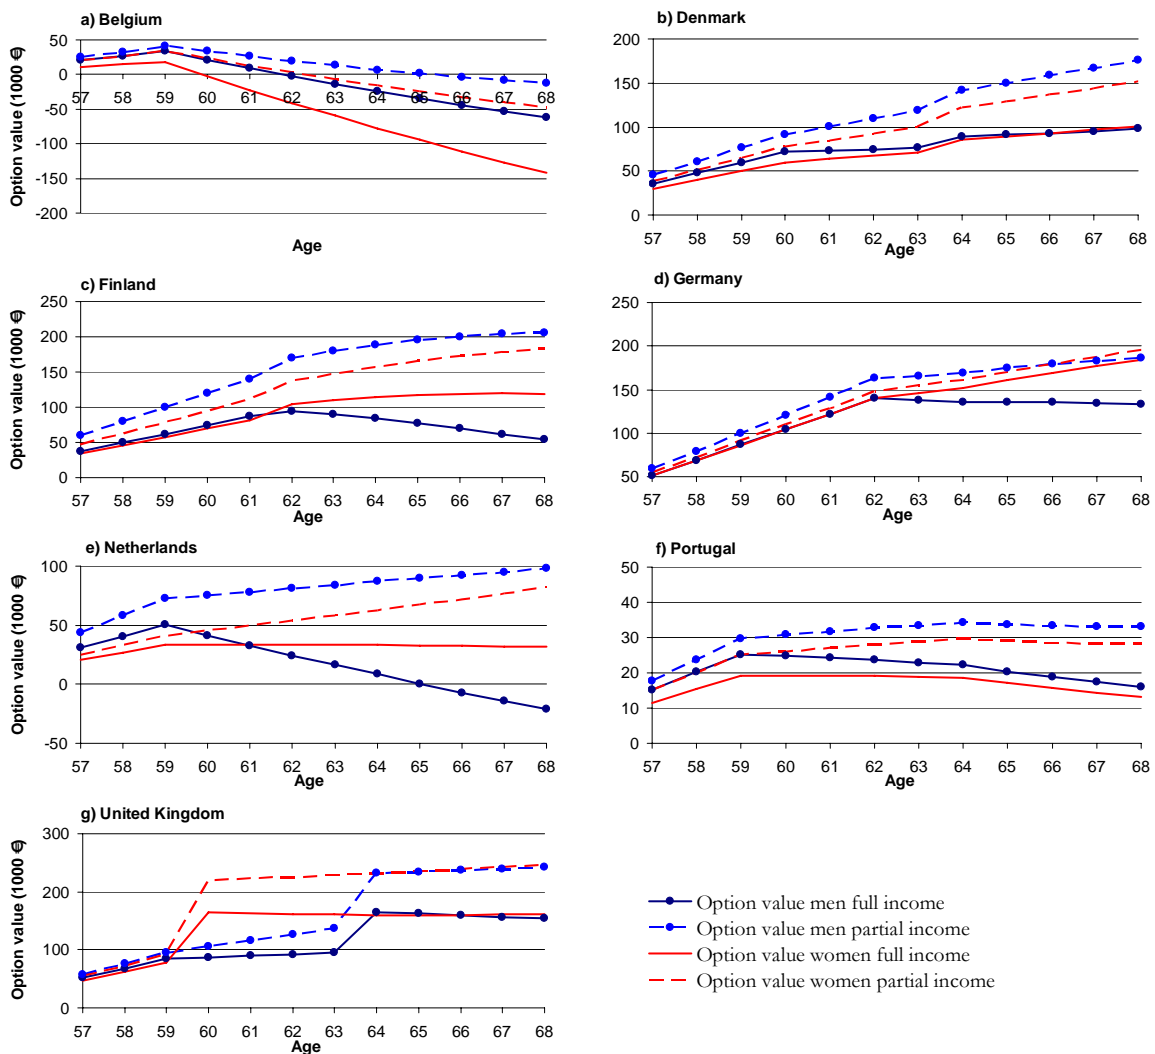 a) Belgium
Option value (1000 €)
50
0
-50
-100
-150
-200
57 58 59 60 61 62 63 64 65 66 67 68
Age
b) Denmark
200
150
100
50
0
57 58 59 60 61 62 63 64 65 66 67 68
Age
c) Finland
Option value (1000 €)
250
200
150
100
50
0
57 58 59 60 61 62 63 64 65 66 67 68
Age
d) Germany
250
200
150
100
50
57 58 59 60 61 62 63 64 65 66 67 68
Age
e) Netherlands
Option value (1000 €)
100
50
0
-50
57 58 59 60 61 62 63 64 65 66 67 68
Age
f) Portugal
50
40
30
20
10
0
57 58 59 60 61 62 63 64 65 66 67 68
Age
g) United Kingdom
Option value (1000 €)
300
200
100
0
57 58 59 60 61 62 63 64 65 66 67 68
Age
Option value men full income
Option value men partial income
Option value women full income
Option value women partial income